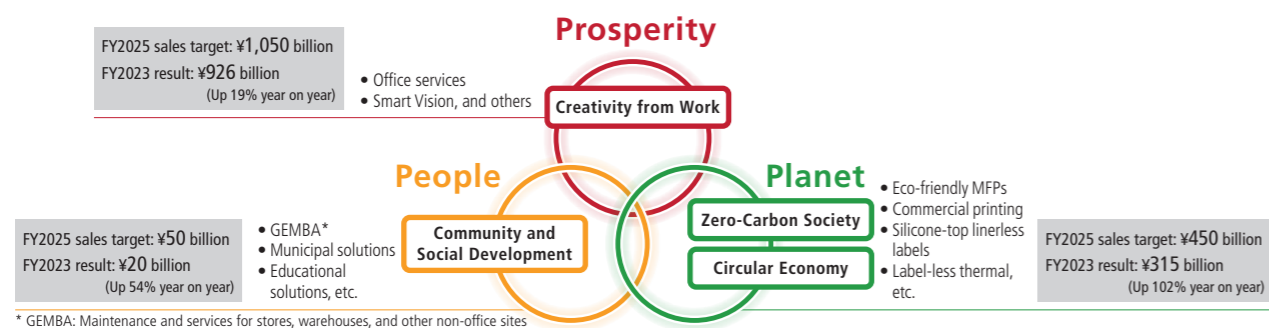 Prosperity
FY2025 sales target: ¥1,050 billion
FY2023 result: ¥926 billion
(Up 19% year on year)
• Office services
• Smart Vision, and others
Creativity from Work
People
Community and
Social Development
FY2025 sales target: ¥50 billion
FY2023 result: ¥20 billion
(Up 54% year on year)
• GEMBA*
• Municipal solutions
• Educational
solutions, etc.
Planet
Zero-Carbon Society
Circular Economy
• Eco-friendly MFPs
• Commercial printing
• Silicone-top linerless
labels
• Label-less thermal,
etc.
FY2025 sales target: ¥450 billion
FY2023 result: ¥315 billion
(Up 102% year on year)
* GEMBA: Maintenance and services for stores, warehouses, and other non-office sites